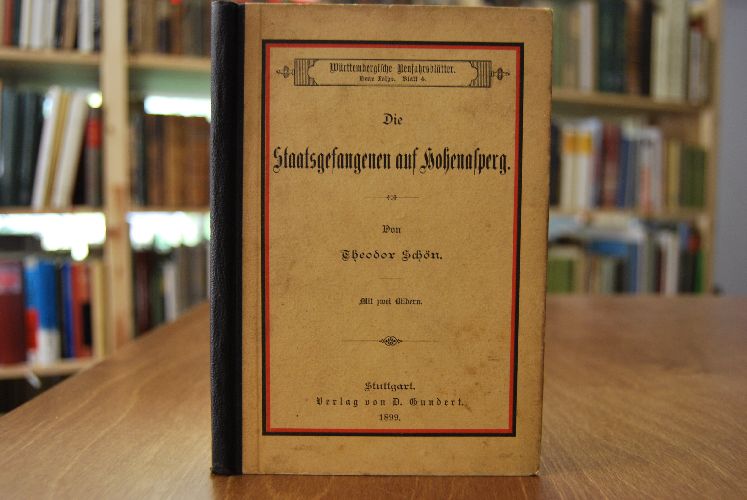 Württembergische Neujahrsblätter.
Neue Folge. Blatt 4.
Die
Staatsgefangenen auf Hohenasperg.
Von
Theodor Schön.
Mit zwei Bildern.
Stuttgart.
Verlag von D. Gundert.
1899.